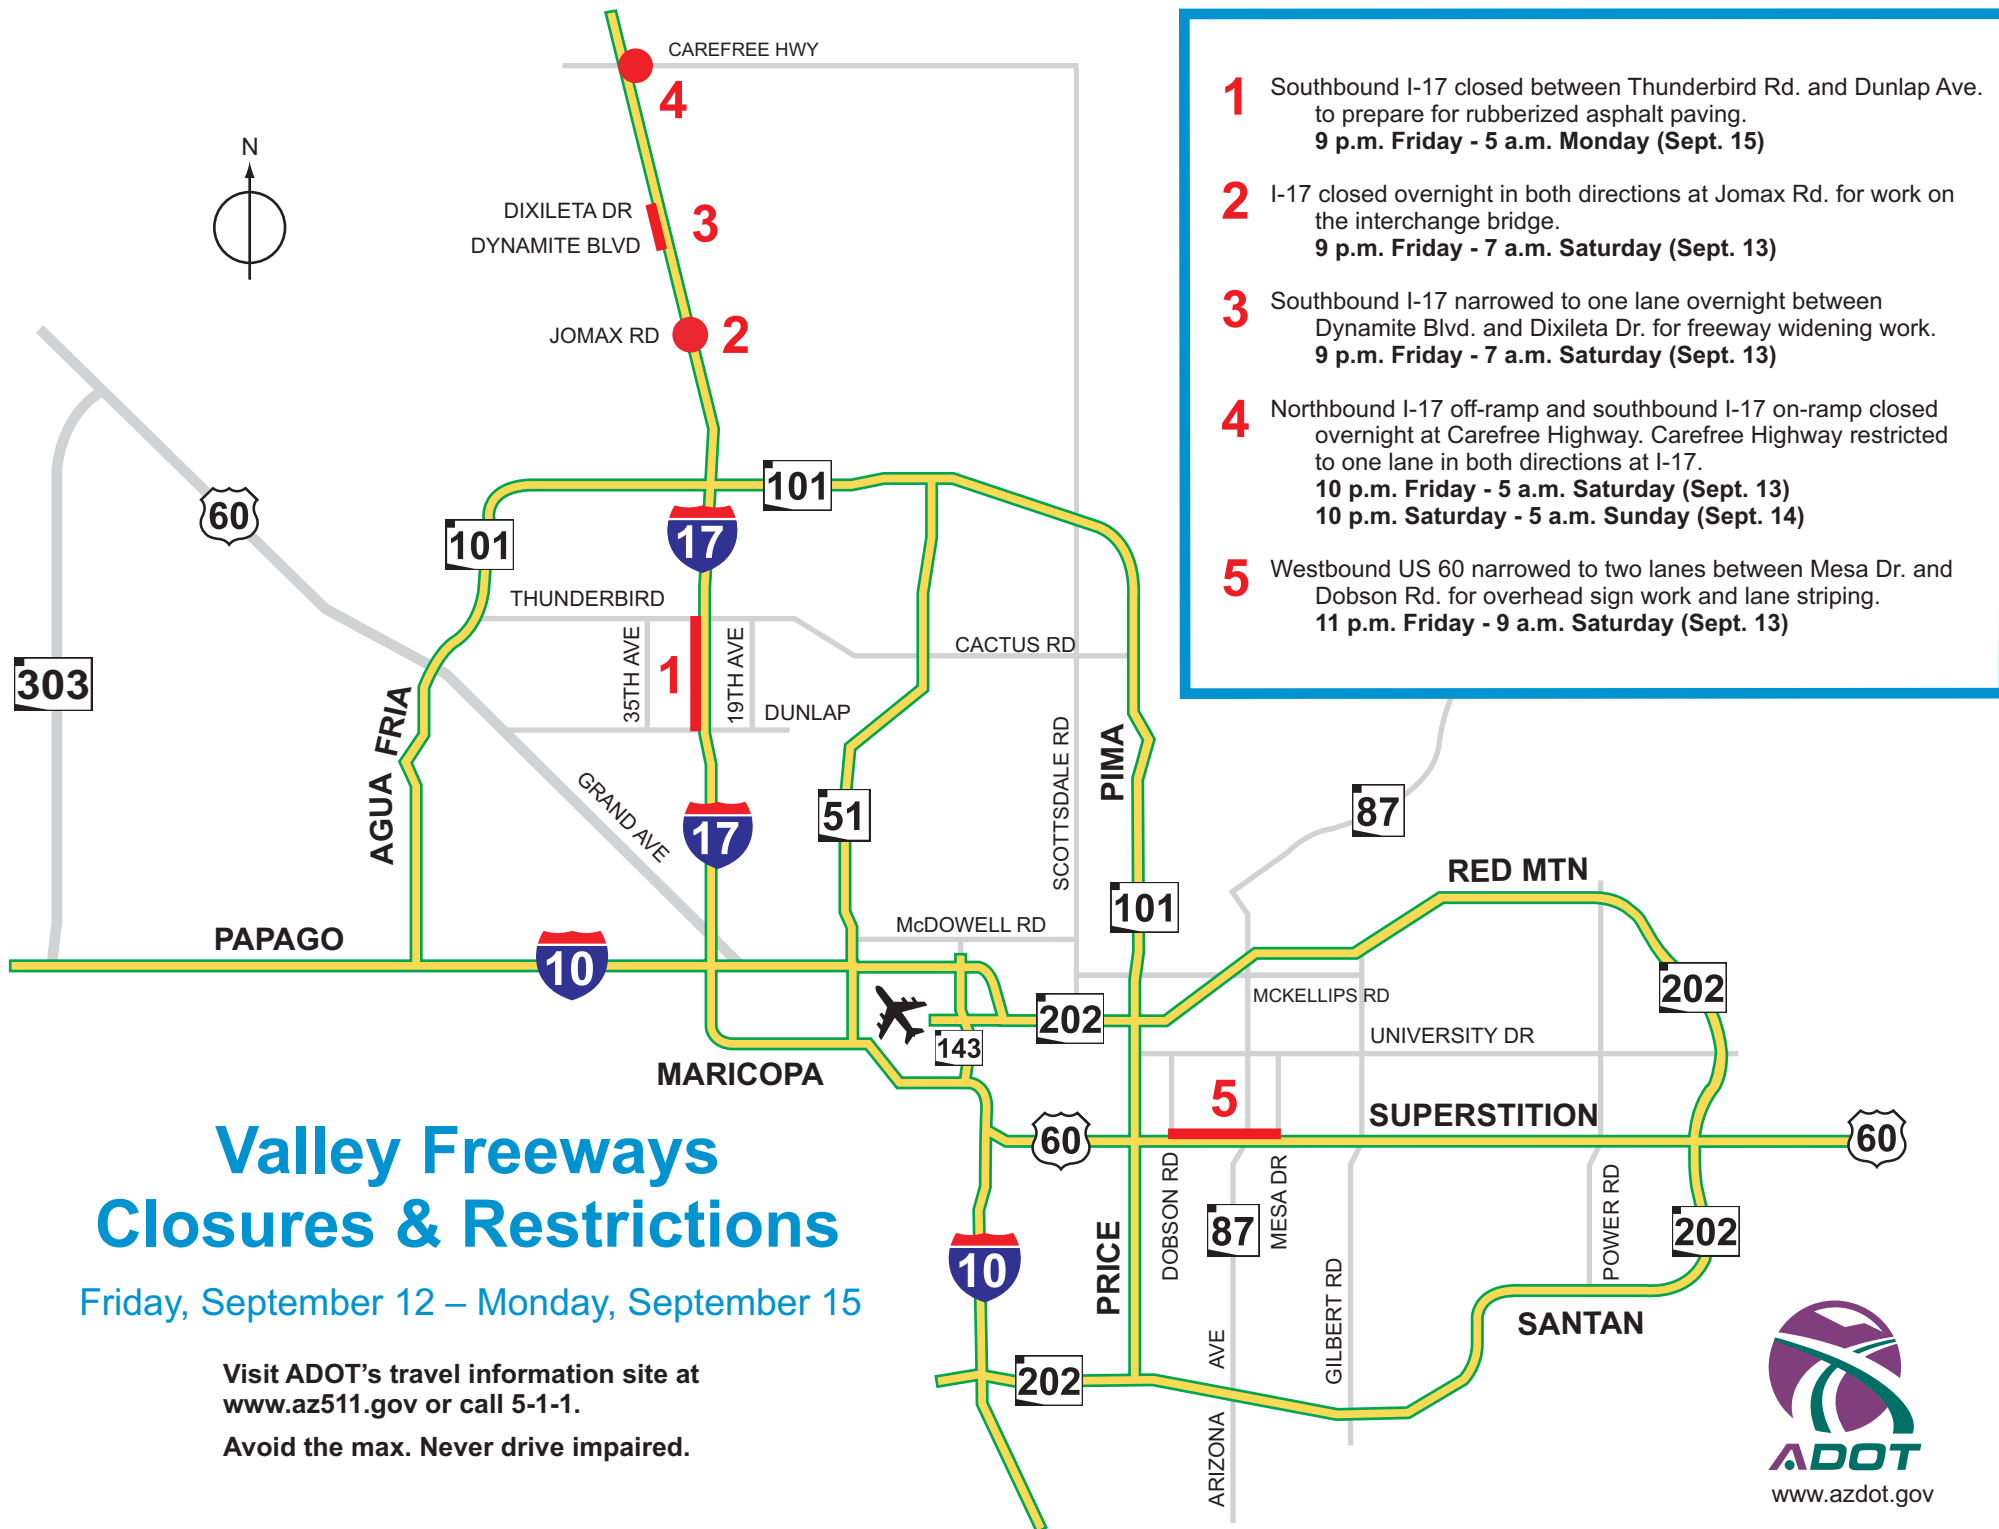 CAREFREE HWY
4
N
DIXILETA DR
3
DYNAMITE BLVD
JOMAX RD
2
1 Southbound I-17 closed between Thunderbird Rd. and Dunlap Ave.
to prepare for rubberized asphalt paving.
9 p.m. Friday - 5 a.m. Monday (Sept. 15)
2 I-17 closed overnight in both directions at Jomax Rd. for work on
the interchange bridge.
9 p.m. Friday - 7 a.m. Saturday (Sept. 13)
3 Southbound I-17 narrowed to one lane overnight between
Dynamite Blvd. and Dixileta Dr. for freeway widening work.
9 p.m. Friday - 7 a.m. Saturday (Sept. 13)
4 Northbound I-17 off-ramp and southbound I-17 on-ramp closed
overnight at Carefree Highway. Carefree Highway restricted
to one lane in both directions at I-17.
10 p.m. Friday - 5 a.m. Saturday (Sept. 13)
10 p.m. Saturday - 5 a.m. Sunday (Sept. 14)
5 Westbound US 60 narrowed to two lanes between Mesa Dr. and
Dobson Rd. for overhead sign work and lane striping.
11 p.m. Friday - 9 a.m. Saturday (Sept. 13)
101
60
101
17
THUNDERBIRD
35TH AVE
1
19TH AVE
CACTUS RD
303
AGUA FRIA
DUNLAP
SCOTTSDALE RD
PIMA
GRAND AVE
17
51
87
RED MTN
101
PAPAGO
10
McDOWELL RD
202
MCKELLIPS RD
202
143
UNIVERSITY DR
MARICOPA
5
SUPERSTITION
60
60
DOBSON RD
87
MESA DR
POWER RD
202
10
PRICE
GILBERT RD
SANTAN
202
ARIZONA AVE
Valley Freeways
Closures & Restrictions
Friday, September 12 – Monday, September 15
Visit ADOT's travel information site at
www.az511.gov or call 5-1-1.
Avoid the max. Never drive impaired.
ADOT
www.azdot.gov